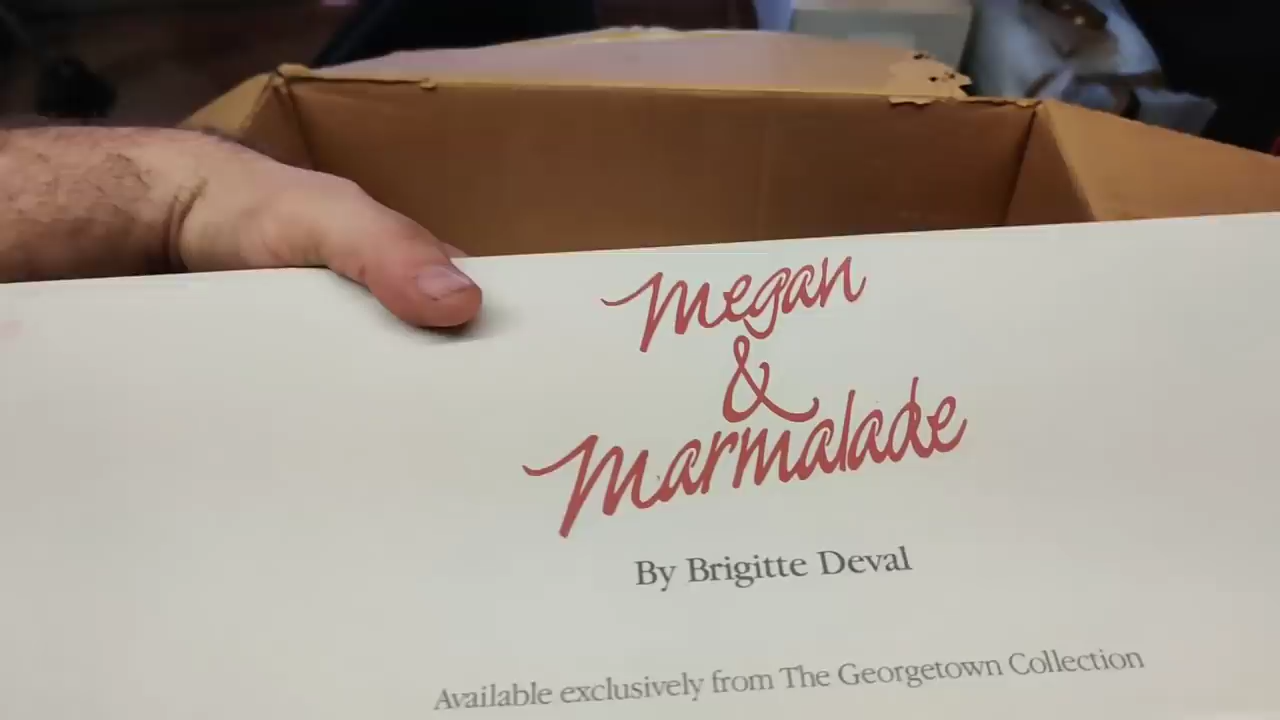 Megan
&
Marmalade
By Brigitte Deval
Available exclusively from The Georgetown Collection